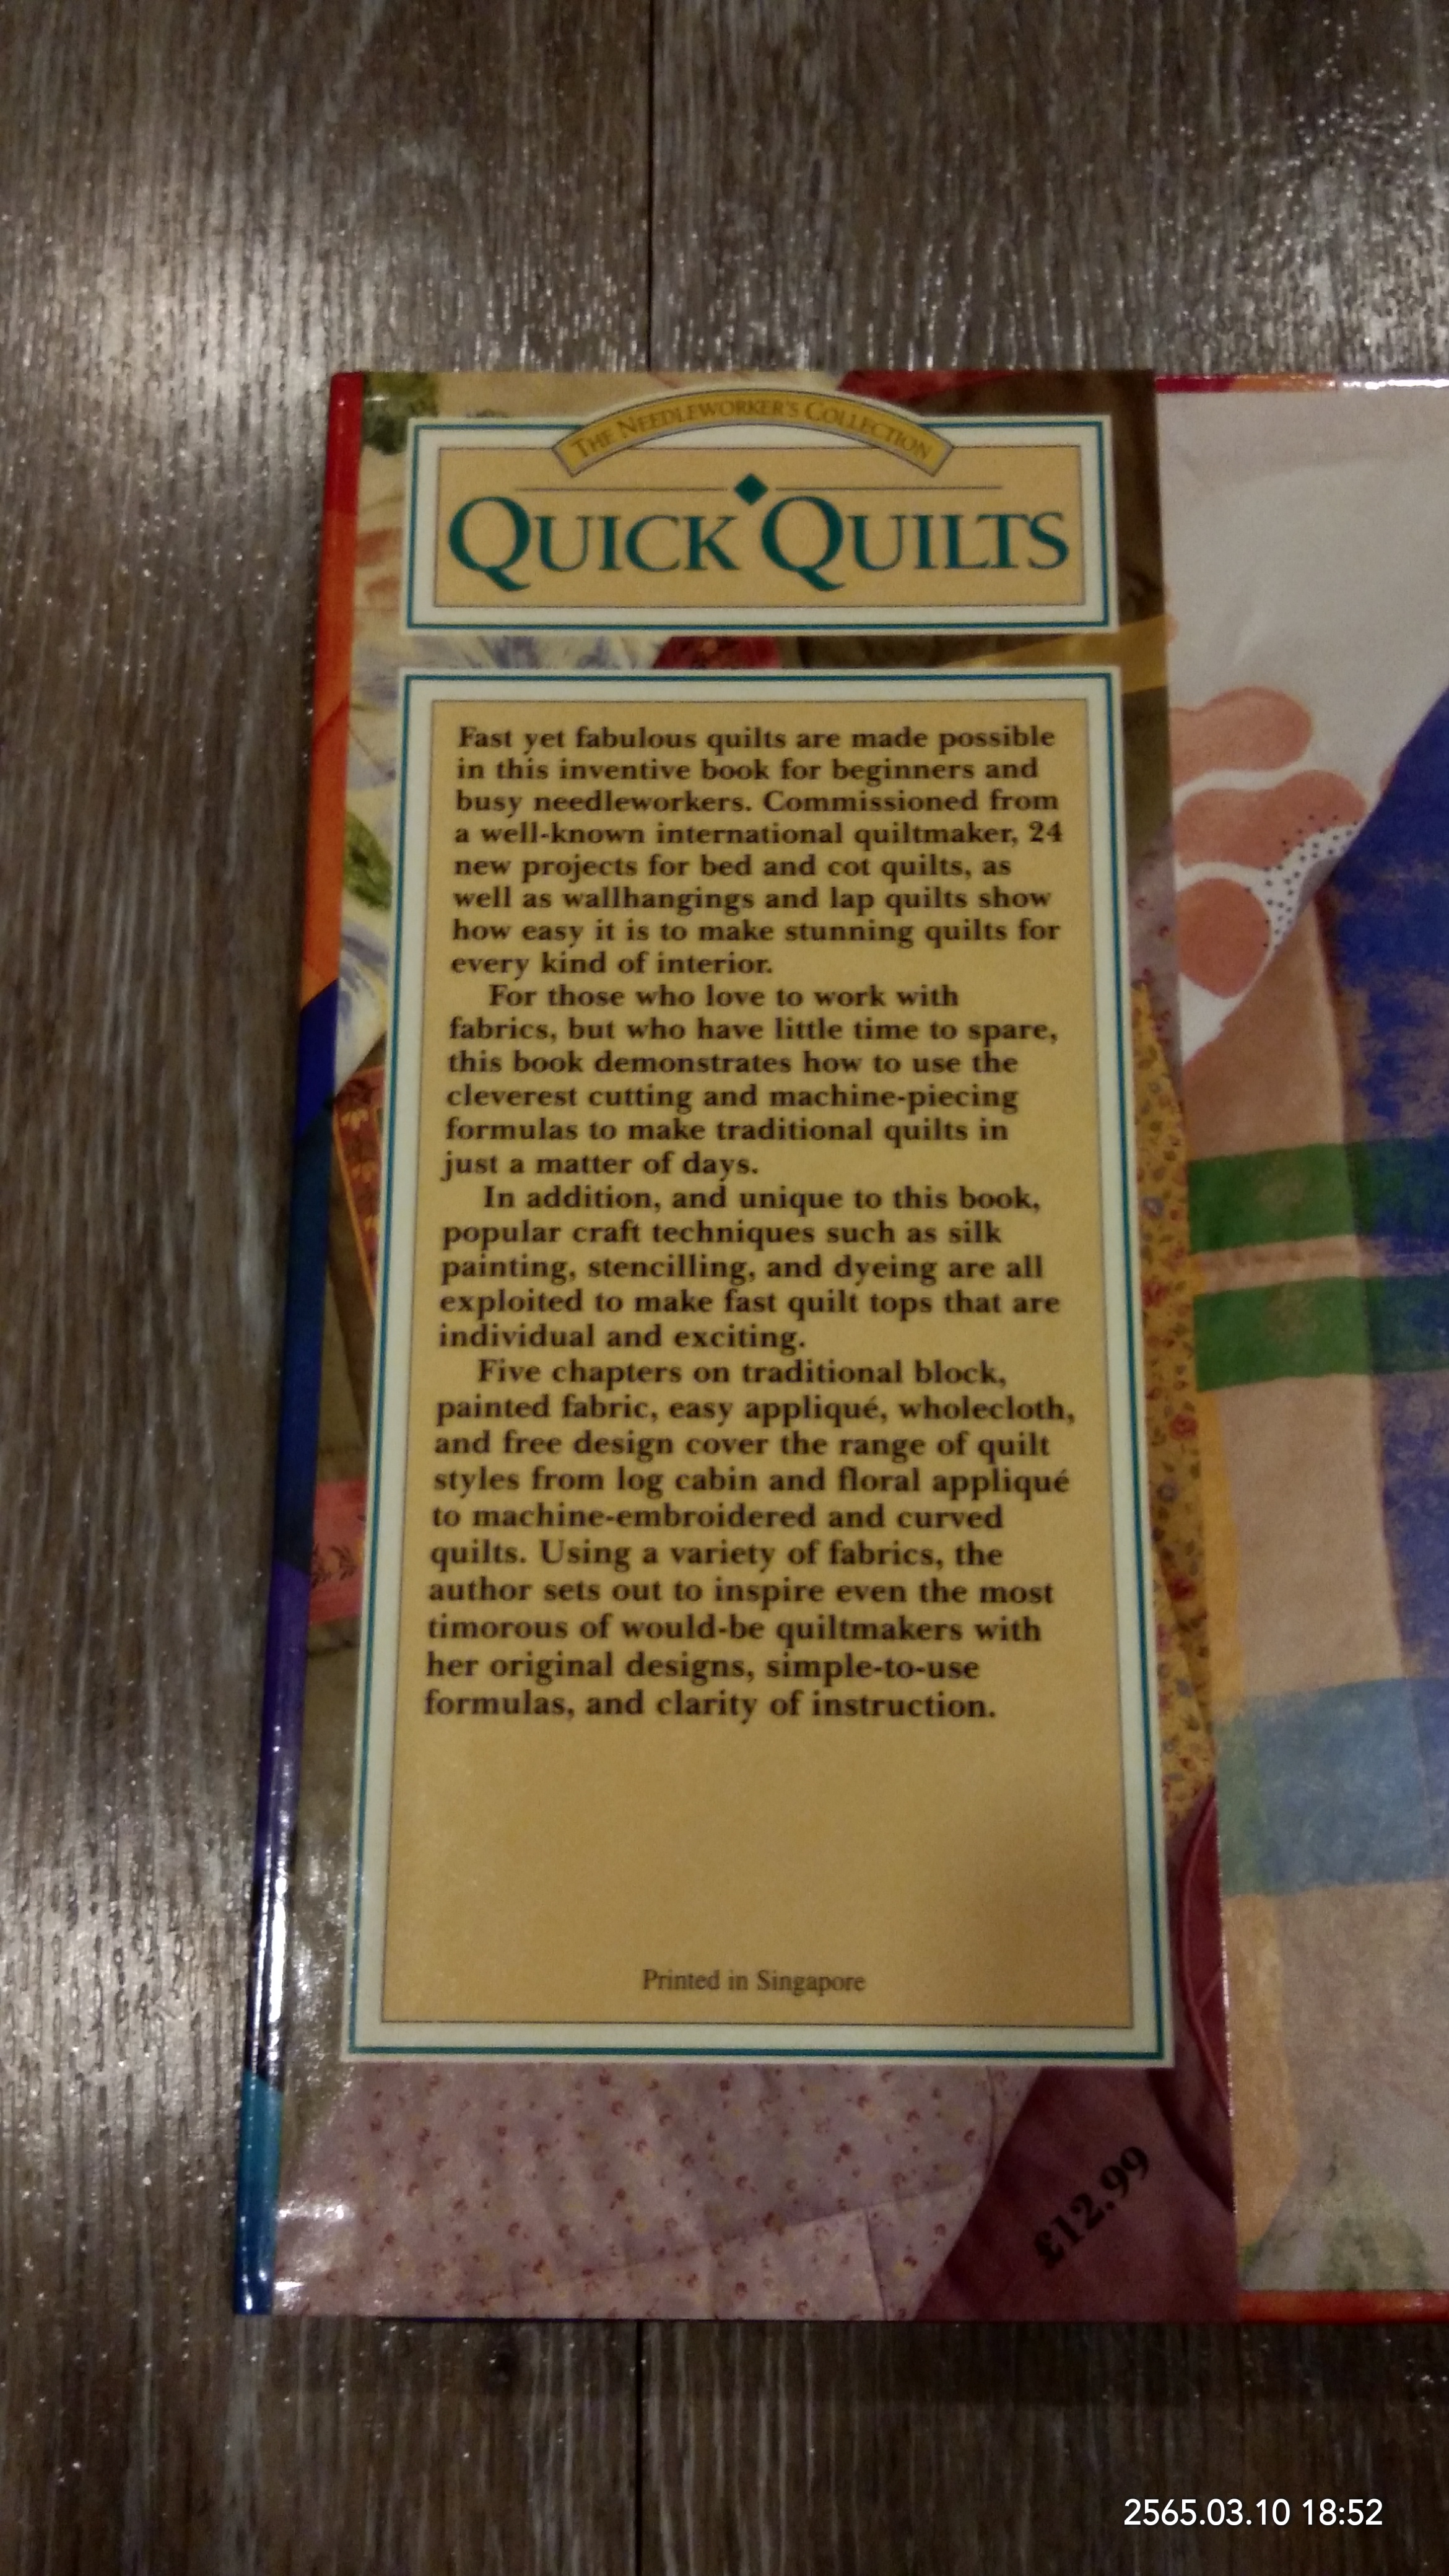 THE NEEDLEWORKER'S COLLECTION
QUICK QUILTS
Fast yet fabulous quilts are made possible
in this inventive book for beginners and
busy needleworkers. Commissioned from
a well-known international quiltmaker, 24
new projects for bed and cot quilts, as
well as wallhangings and lap quilts show
how easy it is to make stunning quilts for
every kind of interior.
For those who love to work with
fabrics, but who have little time to spare,
this book demonstrates how to use the
cleverest cutting and machine-piecing
formulas to make traditional quilts in
just a matter of days.
In addition, and unique to this book,
popular craft techniques such as silk
painting, stencilling, and dyeing are all
exploited to make fast quilt tops that are
individual and exciting.
Five chapters on traditional block,
painted fabric, easy appliqué, wholecloth,
and free design cover the range of quilt
styles from log cabin and floral appliqué
to machine-embroidered and curved
quilts. Using a variety of fabrics, the
author sets out to inspire even the most
timorous of would-be quiltmakers with
her original designs, simple-to-use
formulas, and clarity of instruction.
Printed in Singapore
£12.99
2565.03.10 18:52